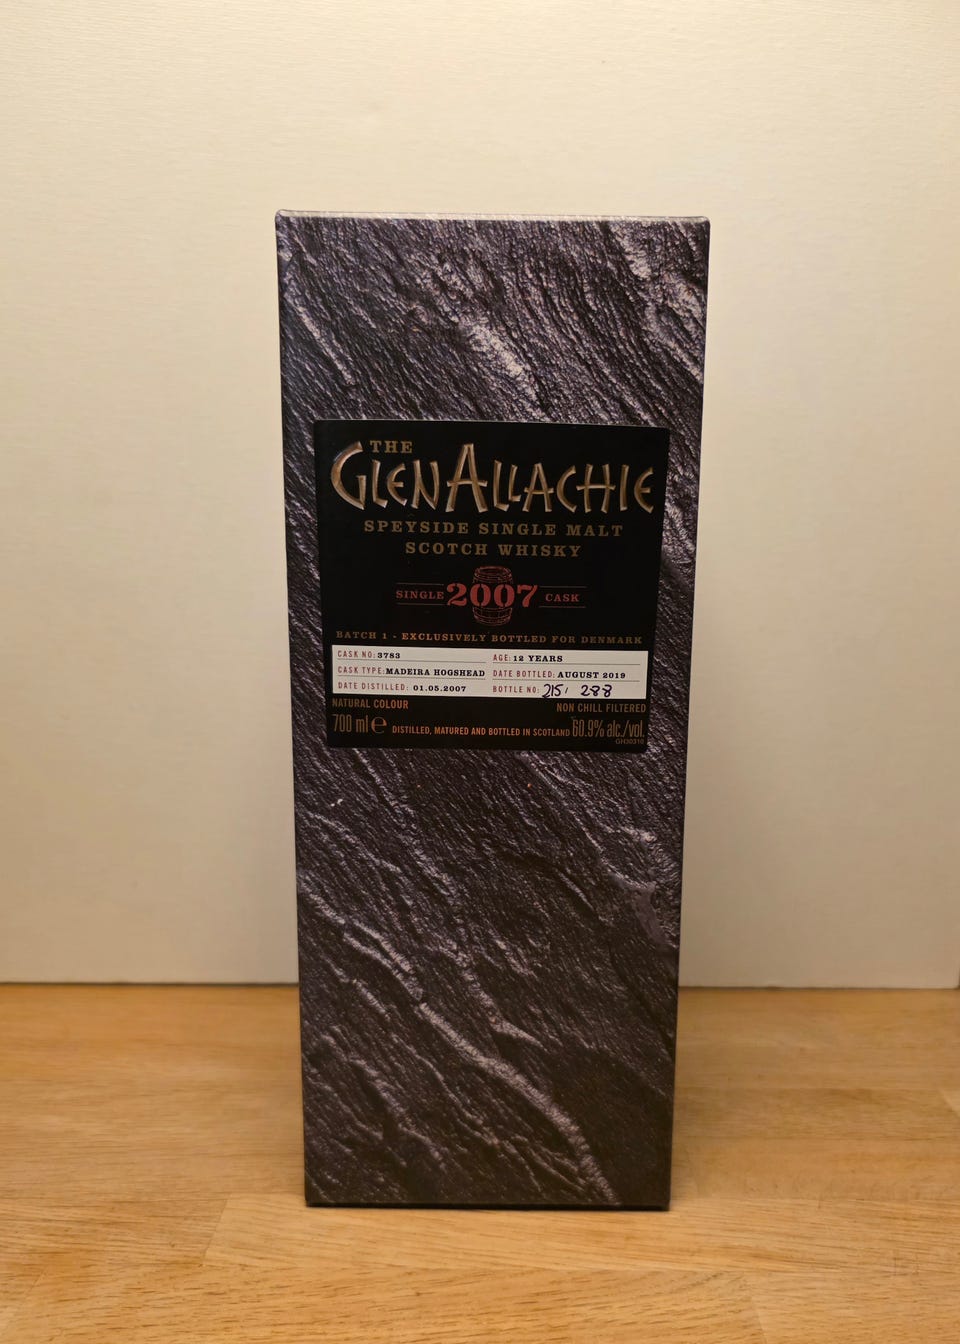 THE
GLENALLACHIE
SPEYSIDE SINGLE MALT
SCOTCH WHISKY
SINGLE 2007 CASK
BATCH 1 - EXCLUSIVELY BOTTLED FOR DENMARK
CASK NO: 3783 AGE: 12 YEARS
CASK TYPE: MADEIRA HOGSHEAD DATE BOTTLED: AUGUST 2019
DATE DISTILLED: 01.05.2007 BOTTLE NO: 215/ 288
NATURAL COLOUR NON CHILL FILTERED
700 ml e DISTILLED, MATURED AND BOTTLED IN SCOTLAND 60.9% alc./vol.
GH30310